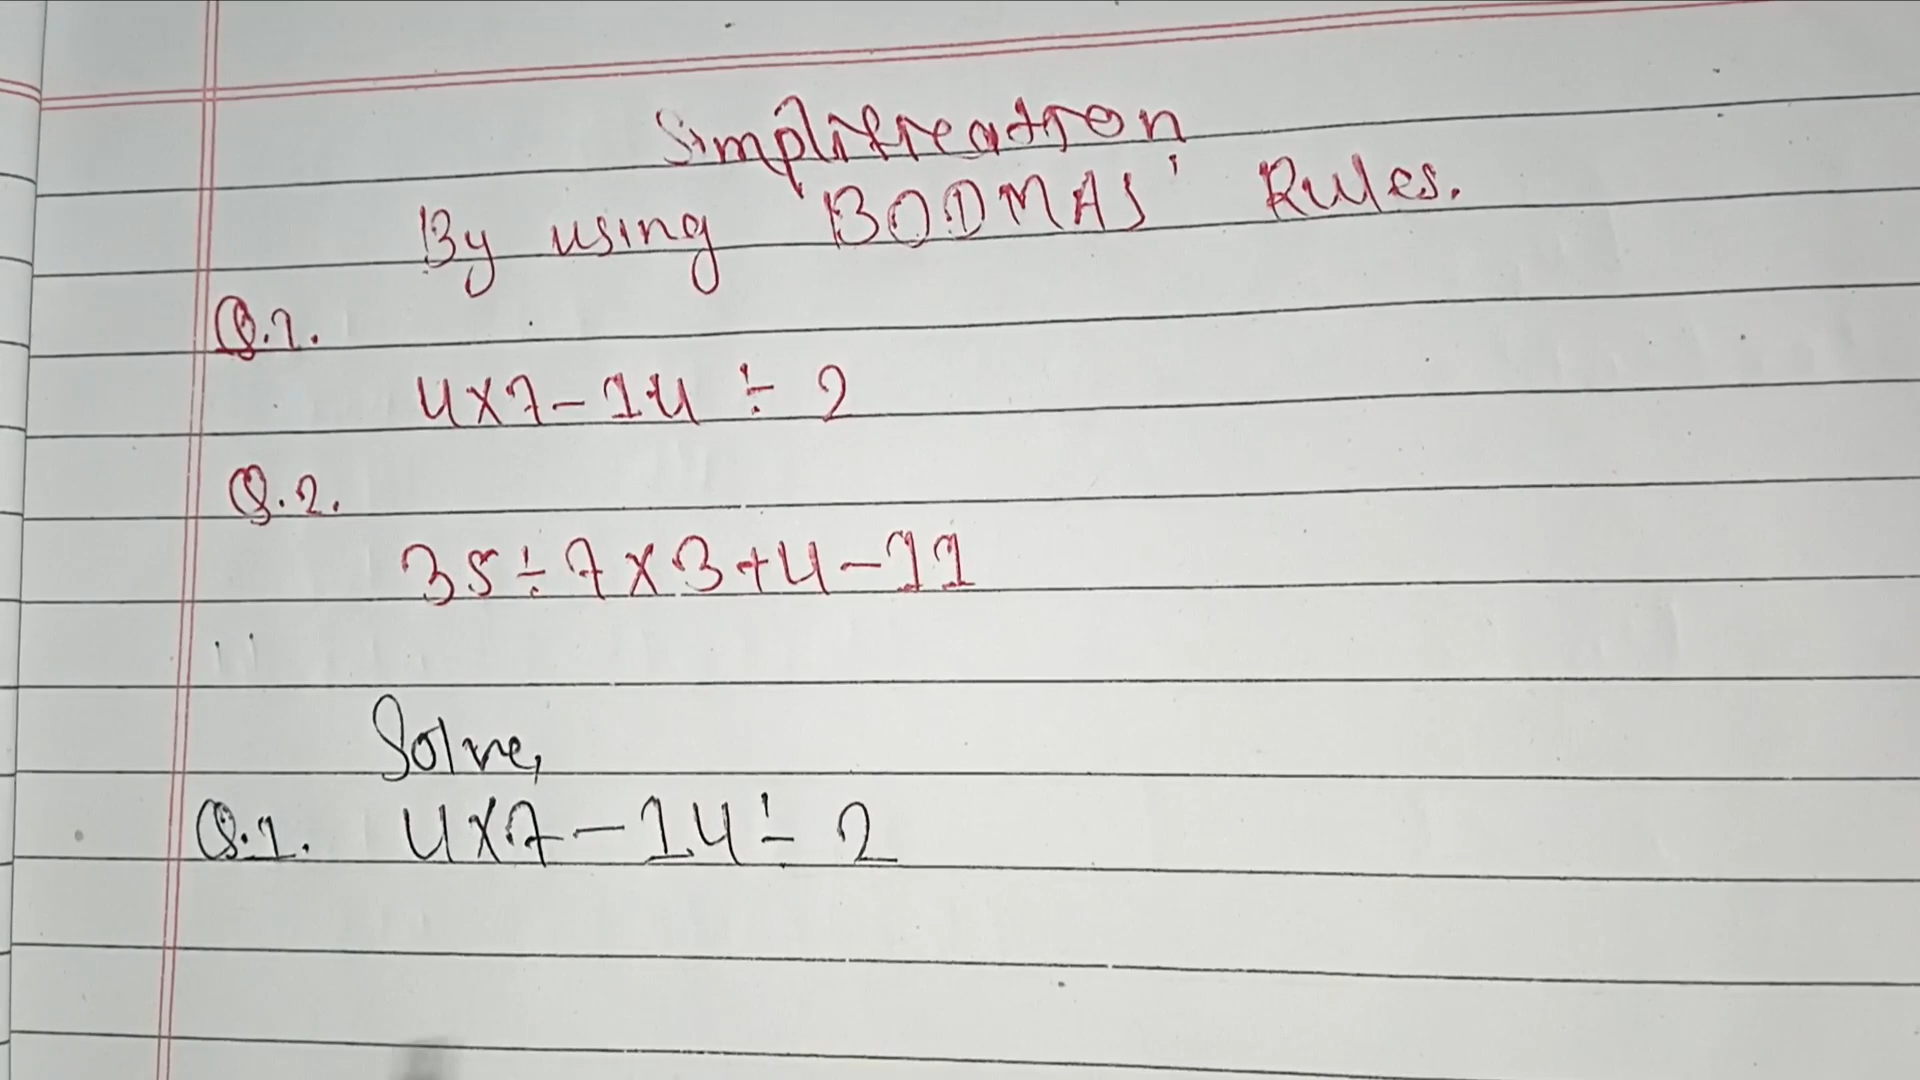 Simplification
By using 'BODMAS' Rules.
Q.1.
4×7-14 ÷ 2
Q.2.
35÷7×3+4-11
Solve,
Q.1. 4×7-14÷2